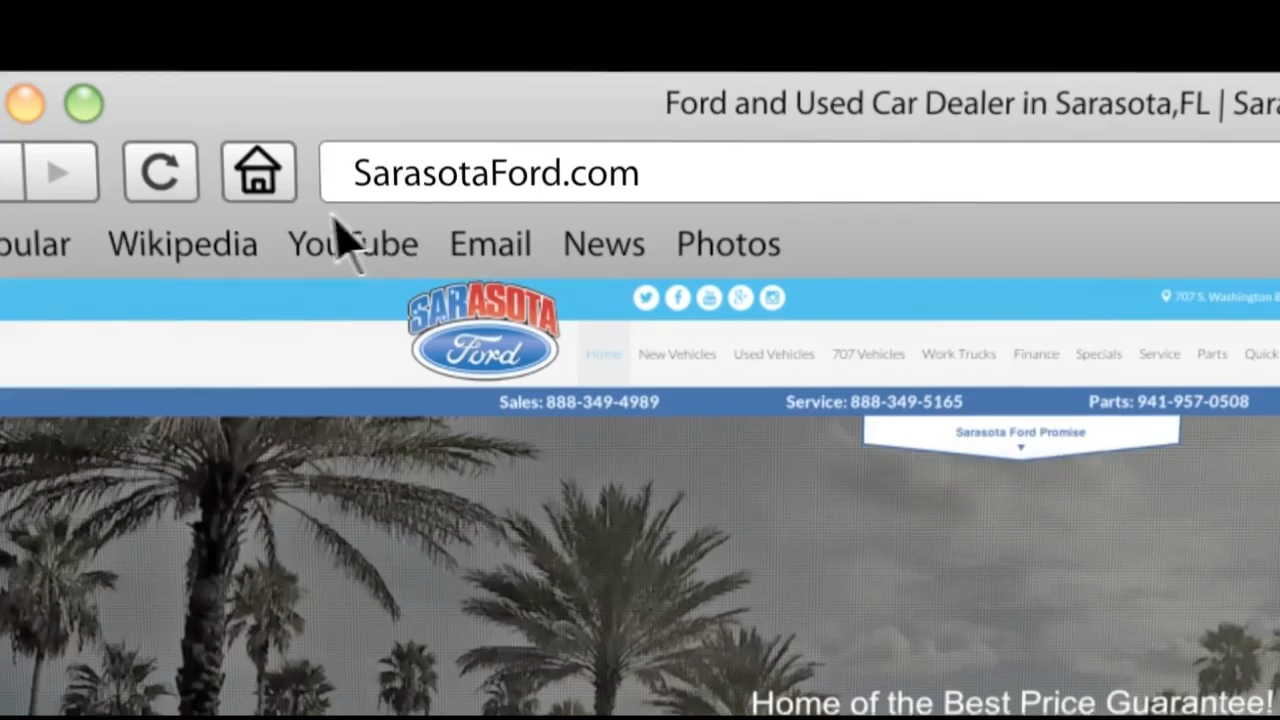 Ford and Used Car Dealer in Sarasota,FL | Sara
SarasotaFord.com
pular Wikipedia YouTube Email News Photos
SARASOTA
Ford
707 S. Washington B
Home New Vehicles Used Vehicles 707 Vehicles Work Trucks Finance Specials Service Parts Quick
Sales: 888-349-4989 Service: 888-349-5165 Parts: 941-957-0508
Sarasota Ford Promise
Home of the Best Price Guarantee!